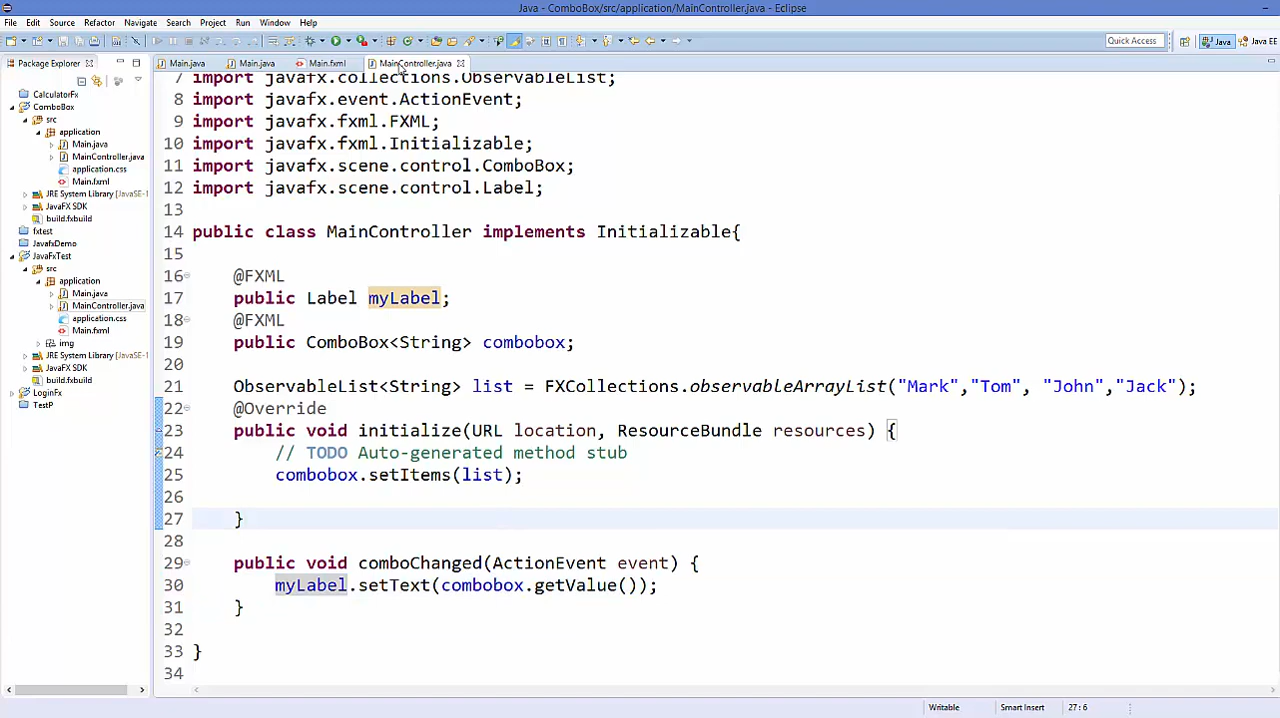 Java - ComboBox/src/application/MainController.java - Eclipse
File Edit Source Refactor Navigate Search Project Run Window Help
Quick Access Java Java EE
Package Explorer Main.java Main.java Main.fxml MainController.java
CalculatorFx
ComboBox
src
application
Main.java
MainController.java
application.css
Main.fxml
JRE System Library [JavaSE-1
JavaFX SDK
build.fxbuild
fxtest
JavafxDemo
JavaFxTest
src
application
Main.java
MainController.java
application.css
Main.fxml
img
JRE System Library [JavaSE-1
JavaFX SDK
build.fxbuild
LoginFx
TestP
7 import javafx.collections.ObservableList;
8 import javafx.event.ActionEvent;
9 import javafx.fxml.FXML;
10 import javafx.fxml.Initializable;
11 import javafx.scene.control.ComboBox;
12 import javafx.scene.control.Label;
13
14 public class MainController implements Initializable{
15
16 @FXML
17 public Label myLabel;
18 @FXML
19 public ComboBox<String> combobox;
20
21 ObservableList<String> list = FXCollections.observableArrayList("Mark","Tom", "John","Jack");
22 @Override
23 public void initialize(URL location, ResourceBundle resources) {
24 // TODO Auto-generated method stub
25 combobox.setItems(list);
26
27 }
28
29 public void comboChanged(ActionEvent event) {
30 myLabel.setText(combobox.getValue());
31 }
32
33 }
34
Writable Smart Insert 27 : 6